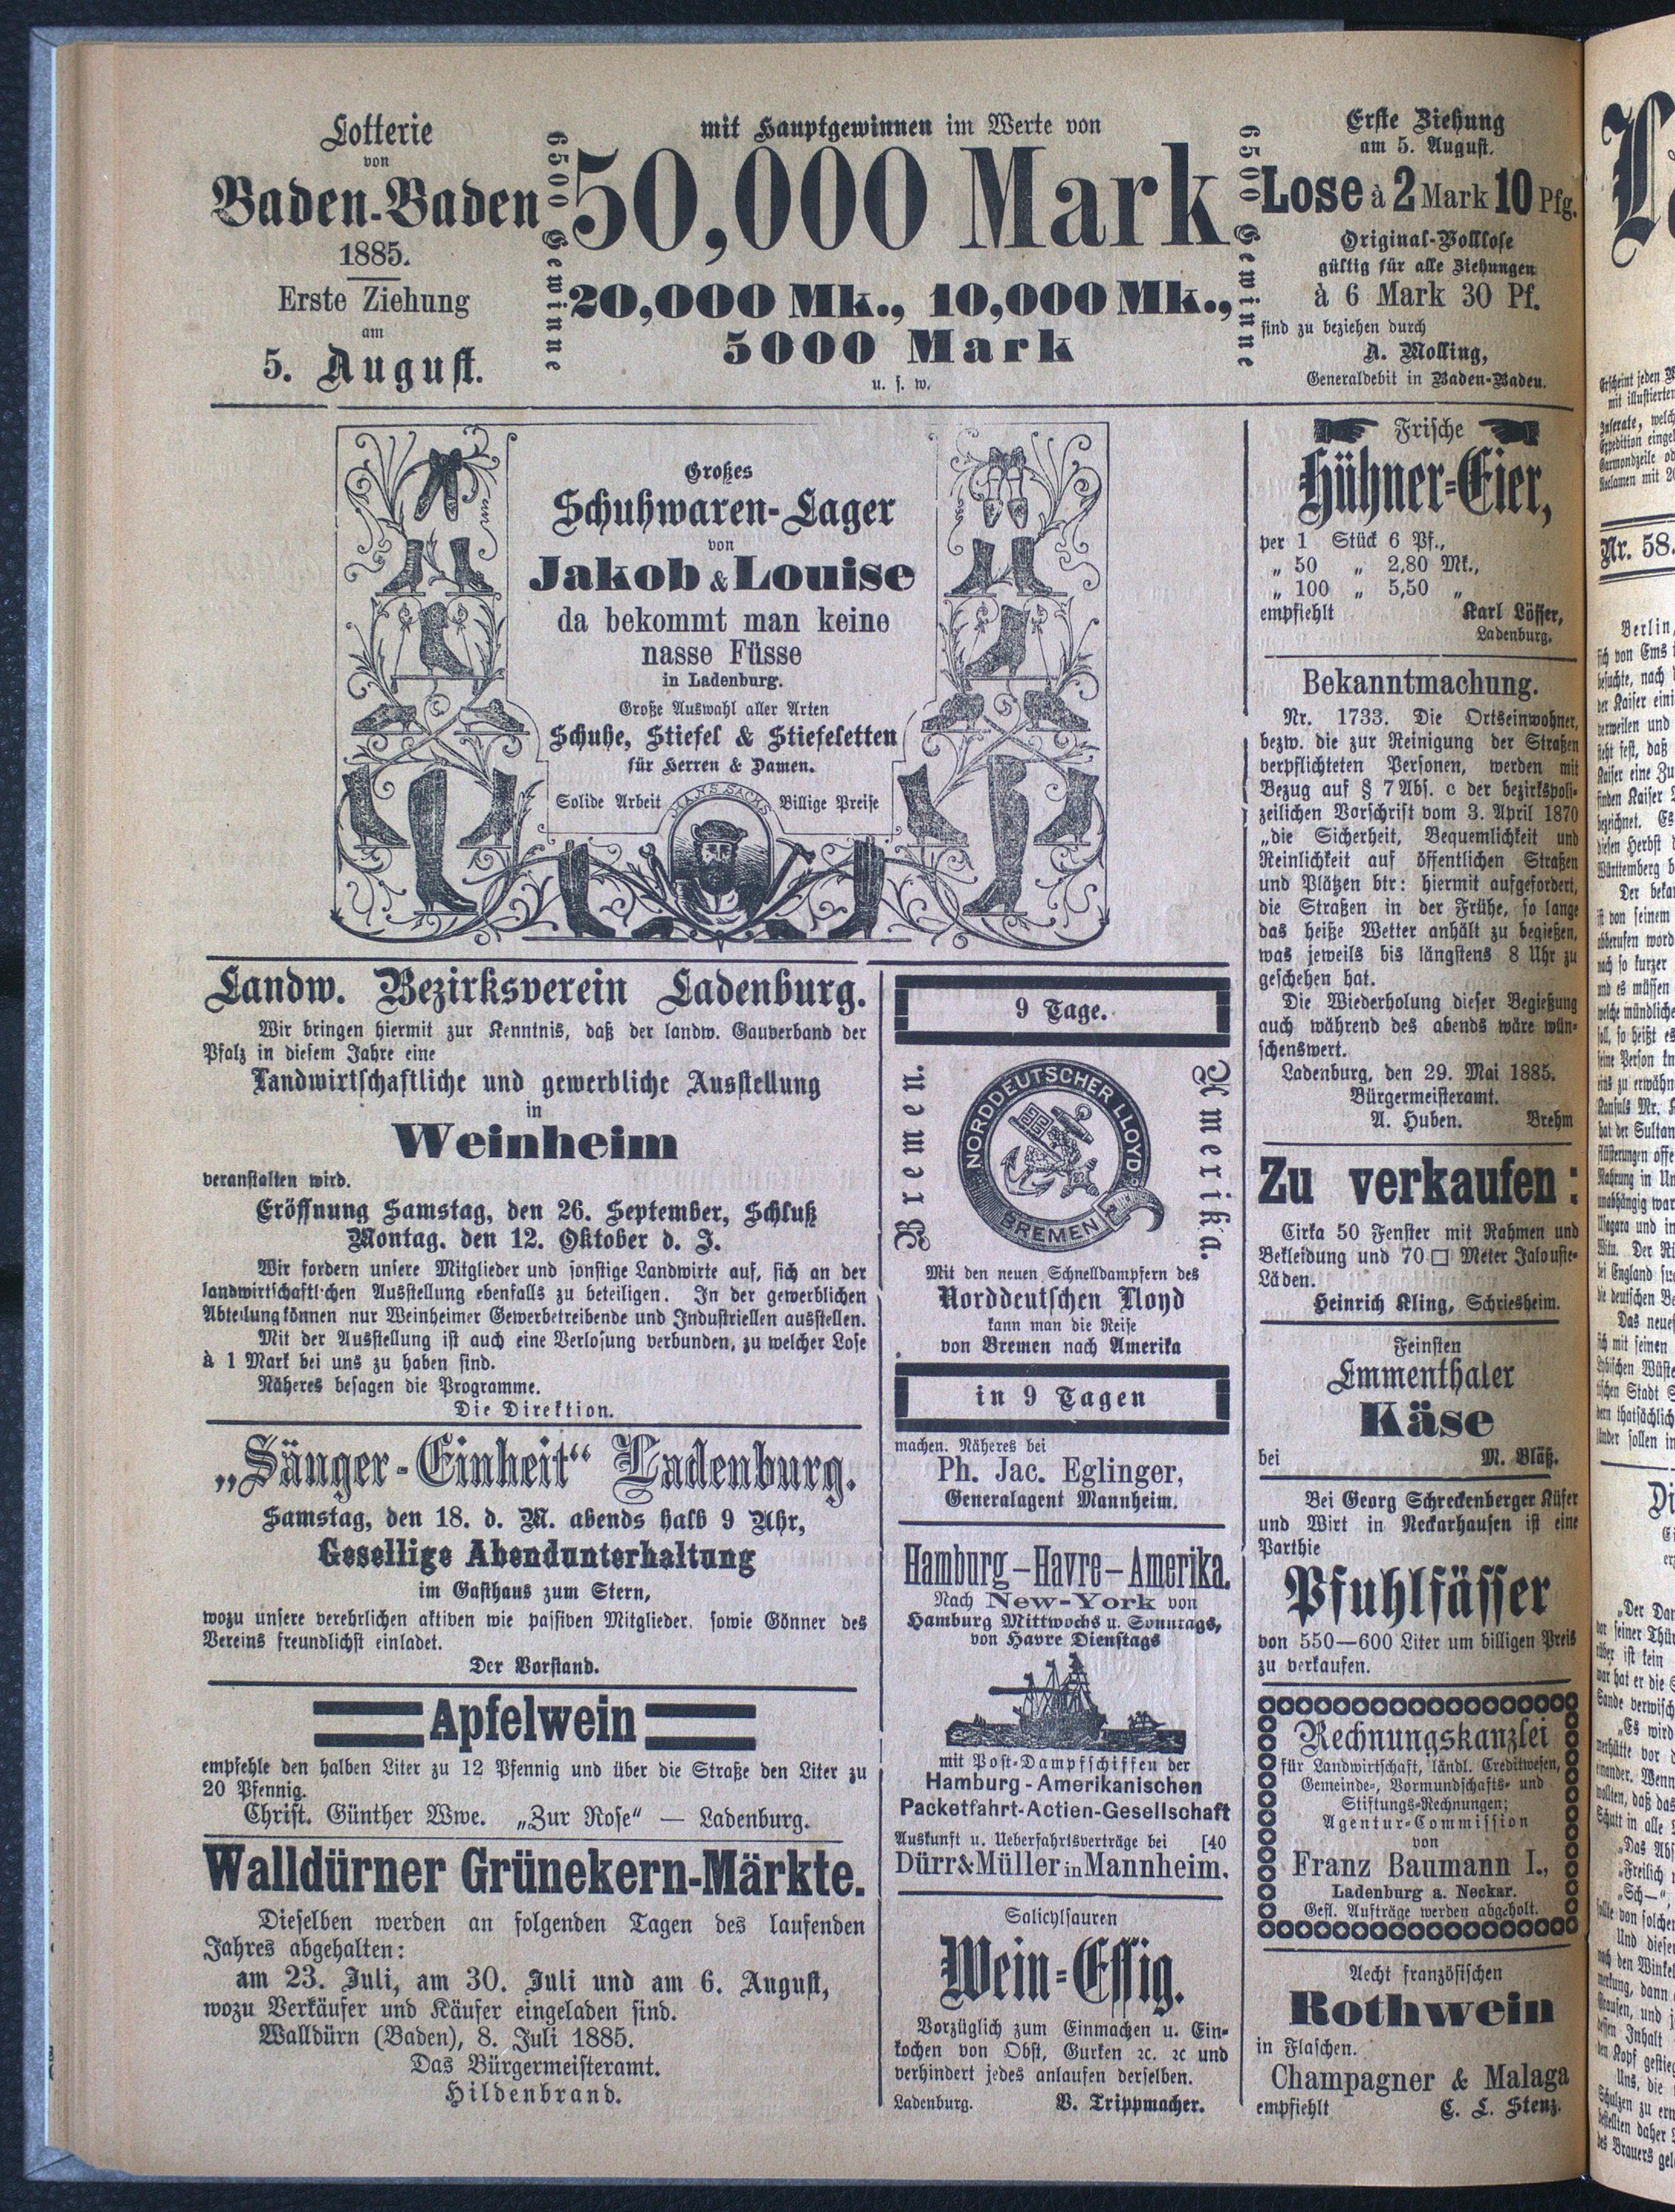 Lotterie
von
Baden-Baden
1885.
Erste Ziehung
am
5. August.
6500 Gewinne
mit Hauptgewinnen im Werte von
50,000 Mark
20,000 Mk., 10,000 Mk.,
5000 Mark
u. s. w.
6500 Gewinne
Erste Ziehung
am 5. August.
Lose à 2 Mark 10 Pfg.
Original-Volllose
gültig für alle Ziehungen
à 6 Mark 30 Pf.
sind zu beziehen durch
A. Molling,
Generaldebit in Baden-Baden.
Großes
Schuhwaren-Lager
von
Jakob & Louise
da bekommt man keine
nasse Füsse
in Ladenburg.
Große Auswahl aller Arten
Schuhe, Stiefel & Stiefeletten
für Herren & Damen.
Solide Arbeit
HANS SACHS
Billige Preise
Landw. Bezirksverein Ladenburg.
Wir bringen hiermit zur Kenntnis, daß der landw. Gauverband der
Pfalz in diesem Jahre eine
Landwirtschaftliche und gewerbliche Ausstellung
in
Weinheim
veranstalten wird.
Eröffnung Samstag, den 26. September, Schluß
Montag, den 12. Oktober d. J.
Wir fordern unsere Mitglieder und sonstige Landwirte auf, sich an der
landwirtschaftlichen Ausstellung ebenfalls zu beteiligen. In der gewerblichen
Abteilung können nur Weinheimer Gewerbetreibende und Industriellen ausstellen.
Mit der Ausstellung ist auch eine Verlosung verbunden, zu welcher Lose
à 1 Mark bei uns zu haben sind.
Näheres besagen die Programme.
Die Direktion.
„Sänger-Einheit“ Ladenburg.
Samstag, den 18. d. M. abends halb 9 Uhr,
Gesellige Abendunterhaltung
im Gasthaus zum Stern,
wozu unsere verehrlichen aktiven wie passiven Mitglieder, sowie Gönner des
Vereins freundlichst einladet.
Der Vorstand.
Apfelwein
empfehle den halben Liter zu 12 Pfennig und über die Straße den Liter zu
20 Pfennig.
Christ. Günther Wwe. „Zur Rose“ — Ladenburg.
Walldürner Grünekern-Märkte.
Dieselben werden an folgenden Tagen des laufenden
Jahres abgehalten:
am 23. Juli, am 30. Juli und am 6. August,
wozu Verkäufer und Käufer eingeladen sind.
Walldürn (Baden), 8. Juli 1885.
Das Bürgermeisteramt.
Hildenbrand.
9 Tage.
Bremen.
NORDDEUTSCHER LLOYD
BREMEN
Amerika.
Mit den neuen Schnelldampfern des
Norddeutschen Lloyd
kann man die Reise
von Bremen nach Amerika
in 9 Tagen
machen. Näheres bei
Ph. Jac. Eglinger,
Generalagent Mannheim.
Hamburg-Havre-Amerika.
Nach New-York von
Hamburg Mittwochs u. Sonntags,
von Havre Dienstags
mit Post-Dampfschiffen der
Hamburg-Amerikanischen
Packetfahrt-Actien-Gesellschaft
Auskunft u. Ueberfahrtsverträge bei [40
Dürr & Müller in Mannheim.
Salicylsauren
Wein-Essig.
Vorzüglich zum Einmachen u. Ein-
kochen von Obst, Gurken ꝛc. ꝛc und
verhindert jedes anlaufen derselben.
Ladenburg. V. Trippmacher.
Frische
Hühner-Eier,
per 1 Stück 6 Pf.,
„ 50 „ 2,80 Mk.,
„ 100 „ 5,50 „
empfiehlt Karl Löffer,
Ladenburg.
Bekanntmachung.
Nr. 1733. Die Ortseinwohner,
bezw. die zur Reinigung der Straßen
verpflichteten Personen, werden mit
Bezug auf § 7 Abs. c der bezirkspoli-
zeilichen Vorschrift vom 3. April 1870
„die Sicherheit, Bequemlichkeit und
Reinlichkeit auf öffentlichen Straßen
und Plätzen btr: hiermit aufgefordert,
die Straßen in der Frühe, so lange
das heiße Wetter anhält zu begießen,
was jeweils bis längstens 8 Uhr zu
geschehen hat.
Die Wiederholung dieser Begießung
auch während des abends wäre wün-
schenswert.
Ladenburg, den 29. Mai 1885.
Bürgermeisteramt.
A. Huben. Brehm
Zu verkaufen:
Cirka 50 Fenster mit Rahmen und
Bekleidung und 70 □ Meter Jalousie-
Läden.
Heinrich Kling, Schriesheim.
Feinsten
Emmenthaler
Käse
bei M. Bläß.
Bei Georg Schreckenberger Küfer
und Wirt in Neckarhausen ist eine
Parthie
Pfuhlfässer
von 550—600 Liter um billigen Preis
zu verkaufen.
Rechnungskanzlei
für Landwirtschaft, ländl. Creditwesen,
Gemeinde-, Vormundschafts- und
Stiftungs-Rechnungen;
Agentur-Commission
von
Franz Baumann I.,
Ladenburg a. Neckar.
Gefl. Aufträge werden abgeholt.
Aecht französischen
Rothwein
in Flaschen.
Champagner & Malaga
empfiehlt C. L. Stenz.
Nr. 58.